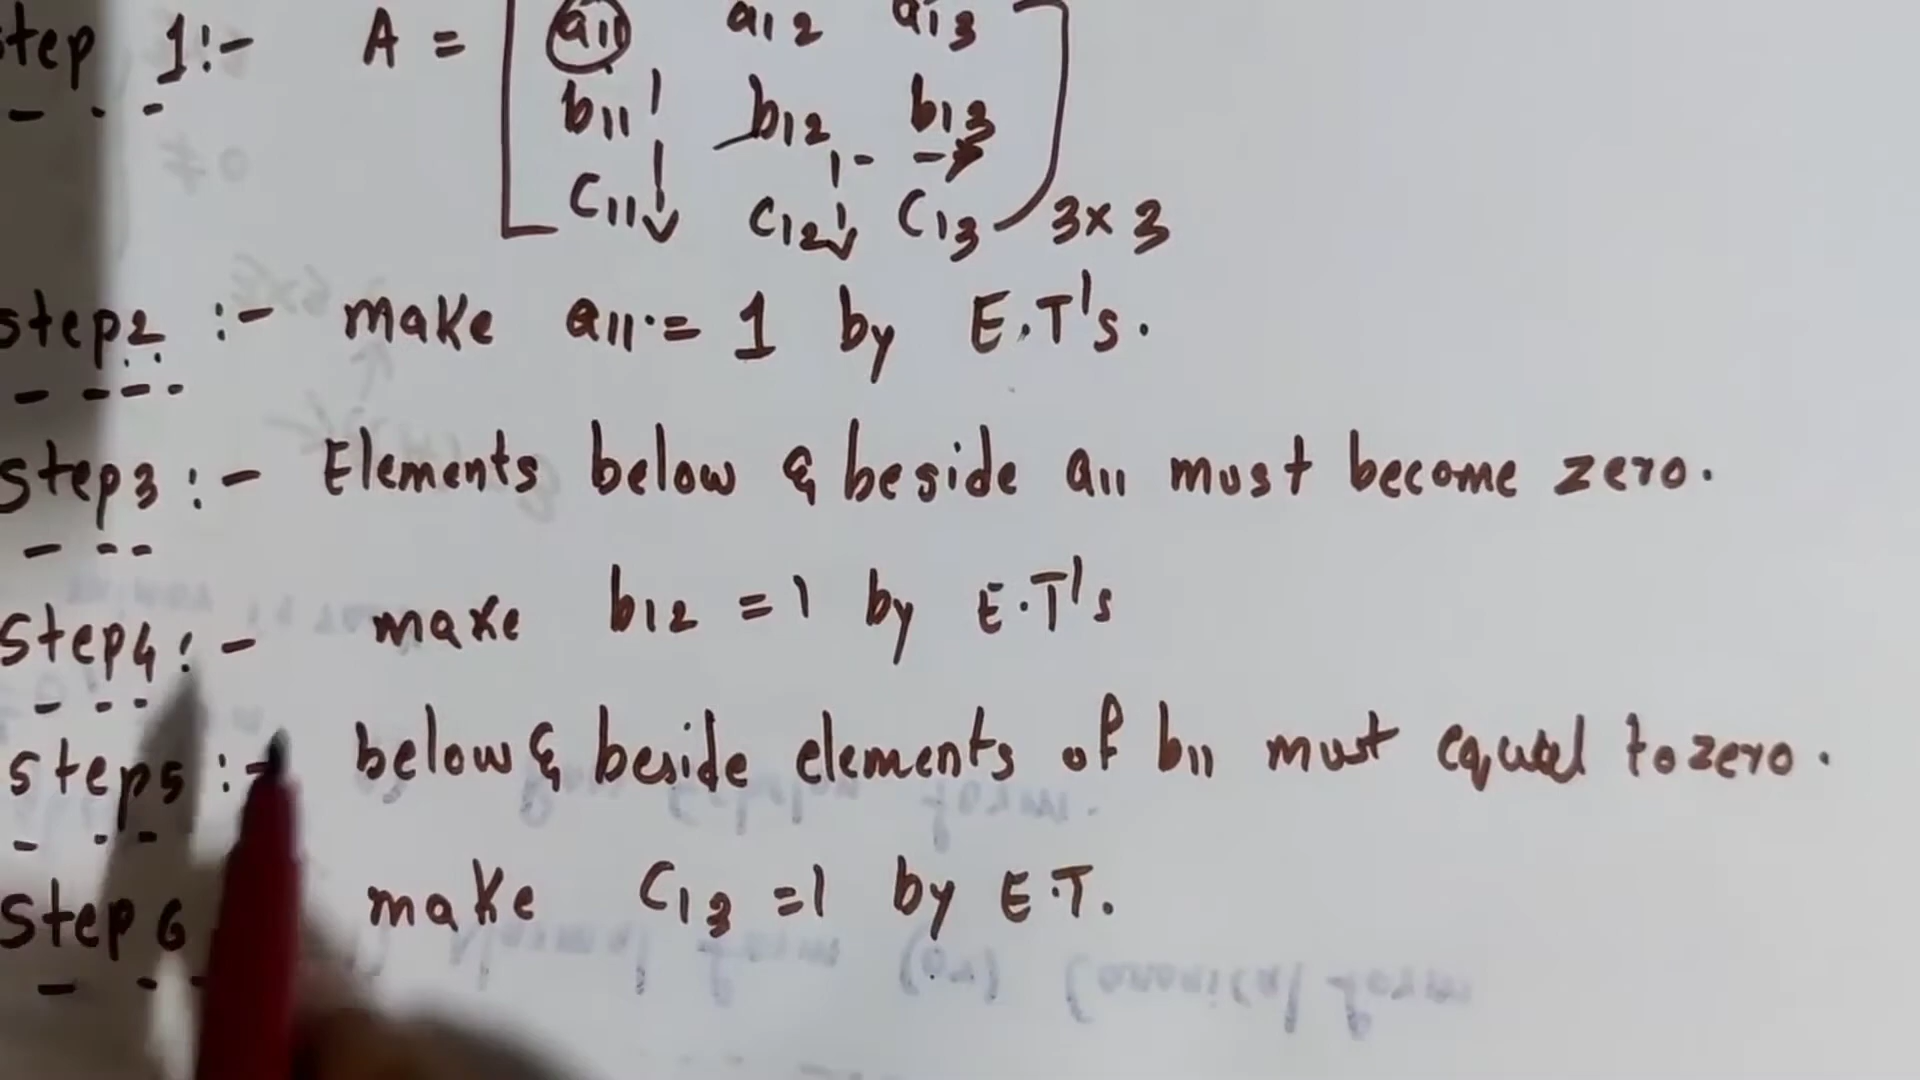 step 1:- A = [ a11 a12 a13
b11 b12 b13
C11 C12 C13 ] 3x3
step2 :- make a11 = 1 by E.T's.
step3 :- Elements below & beside a11 must become zero.
Step4 :- make b12 = 1 by E.T's
step5 :- below & beside elements of b11 must equal to zero.
Step 6 make C13 = 1 by E.T.